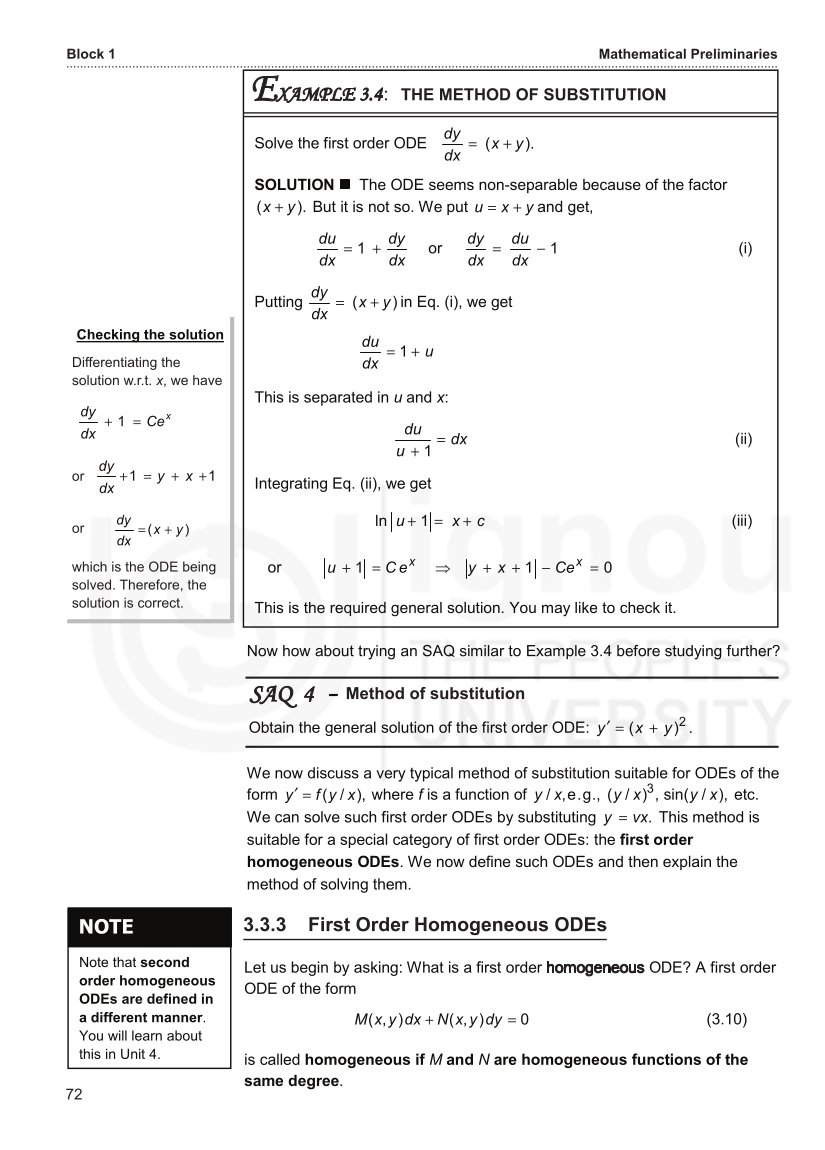 Block 1
Mathematical Preliminaries
EXAMPLE 3.4: THE METHOD OF SUBSTITUTION
Solve the first order ODE dy/dx = (x + y).
SOLUTION ■ The ODE seems non-separable because of the factor
(x + y). But it is not so. We put u = x + y and get,
du/dx = 1 + dy/dx or dy/dx = du/dx − 1 (i)
Putting dy/dx = (x + y) in Eq. (i), we get
du/dx = 1 + u
This is separated in u and x:
du/(u + 1) = dx (ii)
Integrating Eq. (ii), we get
ln|u + 1| = x + c (iii)
or |u + 1| = C e^x ⇒ |y + x + 1| − Ce^x = 0
This is the required general solution. You may like to check it.
Checking the solution
Differentiating the
solution w.r.t. x, we have
dy/dx + 1 = Ce^x
or dy/dx + 1 = y + x + 1
or dy/dx = (x + y)
which is the ODE being
solved. Therefore, the
solution is correct.
Now how about trying an SAQ similar to Example 3.4 before studying further?
SAQ 4 – Method of substitution
Obtain the general solution of the first order ODE: y′ = (x + y)².
We now discuss a very typical method of substitution suitable for ODEs of the
form y′ = f(y / x), where f is a function of y / x, e.g., (y / x)³, sin(y / x), etc.
We can solve such first order ODEs by substituting y = vx. This method is
suitable for a special category of first order ODEs: the first order
homogeneous ODEs. We now define such ODEs and then explain the
method of solving them.
3.3.3 First Order Homogeneous ODEs
Let us begin by asking: What is a first order homogeneous ODE? A first order
ODE of the form
M(x, y)dx + N(x, y)dy = 0 (3.10)
is called homogeneous if M and N are homogeneous functions of the
same degree.
NOTE
Note that second
order homogeneous
ODEs are defined in
a different manner.
You will learn about
this in Unit 4.
72
ignou
THE PEOPLE'S
UNIVERSITY